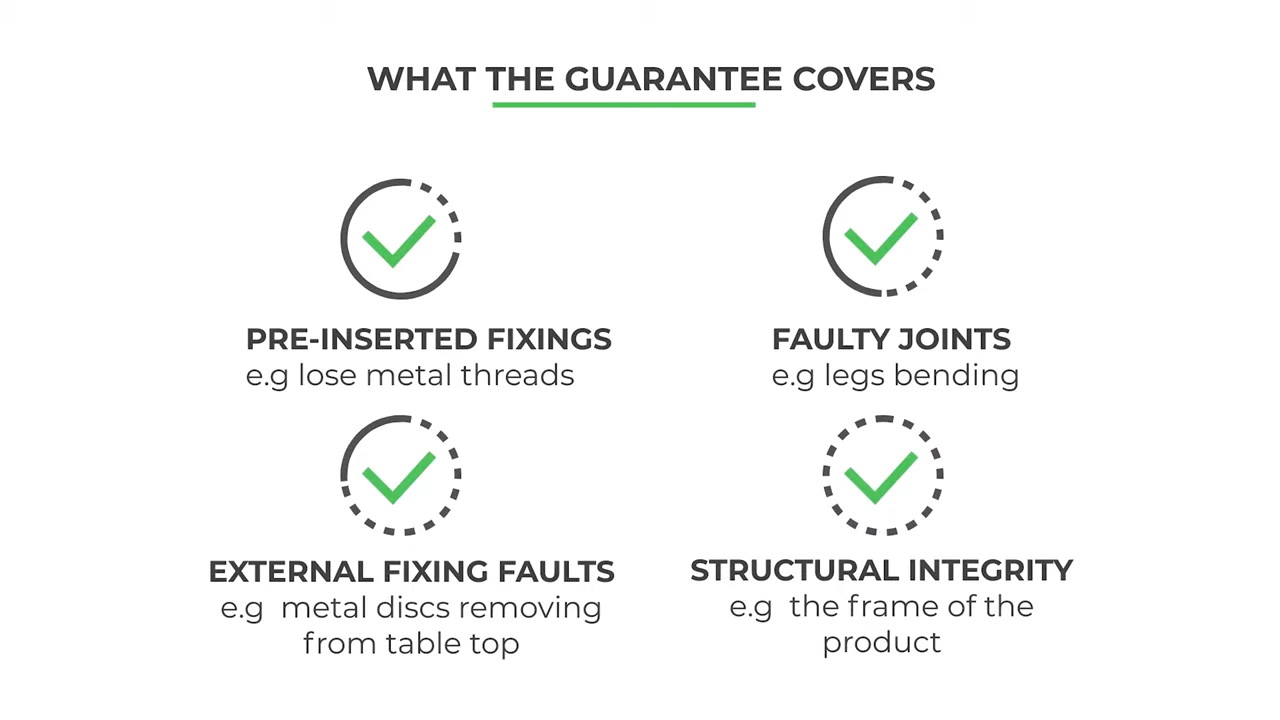 WHAT THE GUARANTEE COVERS
PRE-INSERTED FIXINGS
e.g lose metal threads
FAULTY JOINTS
e.g legs bending
EXTERNAL FIXING FAULTS
e.g  metal discs removing
from table top
STRUCTURAL INTEGRITY
e.g  the frame of the
product